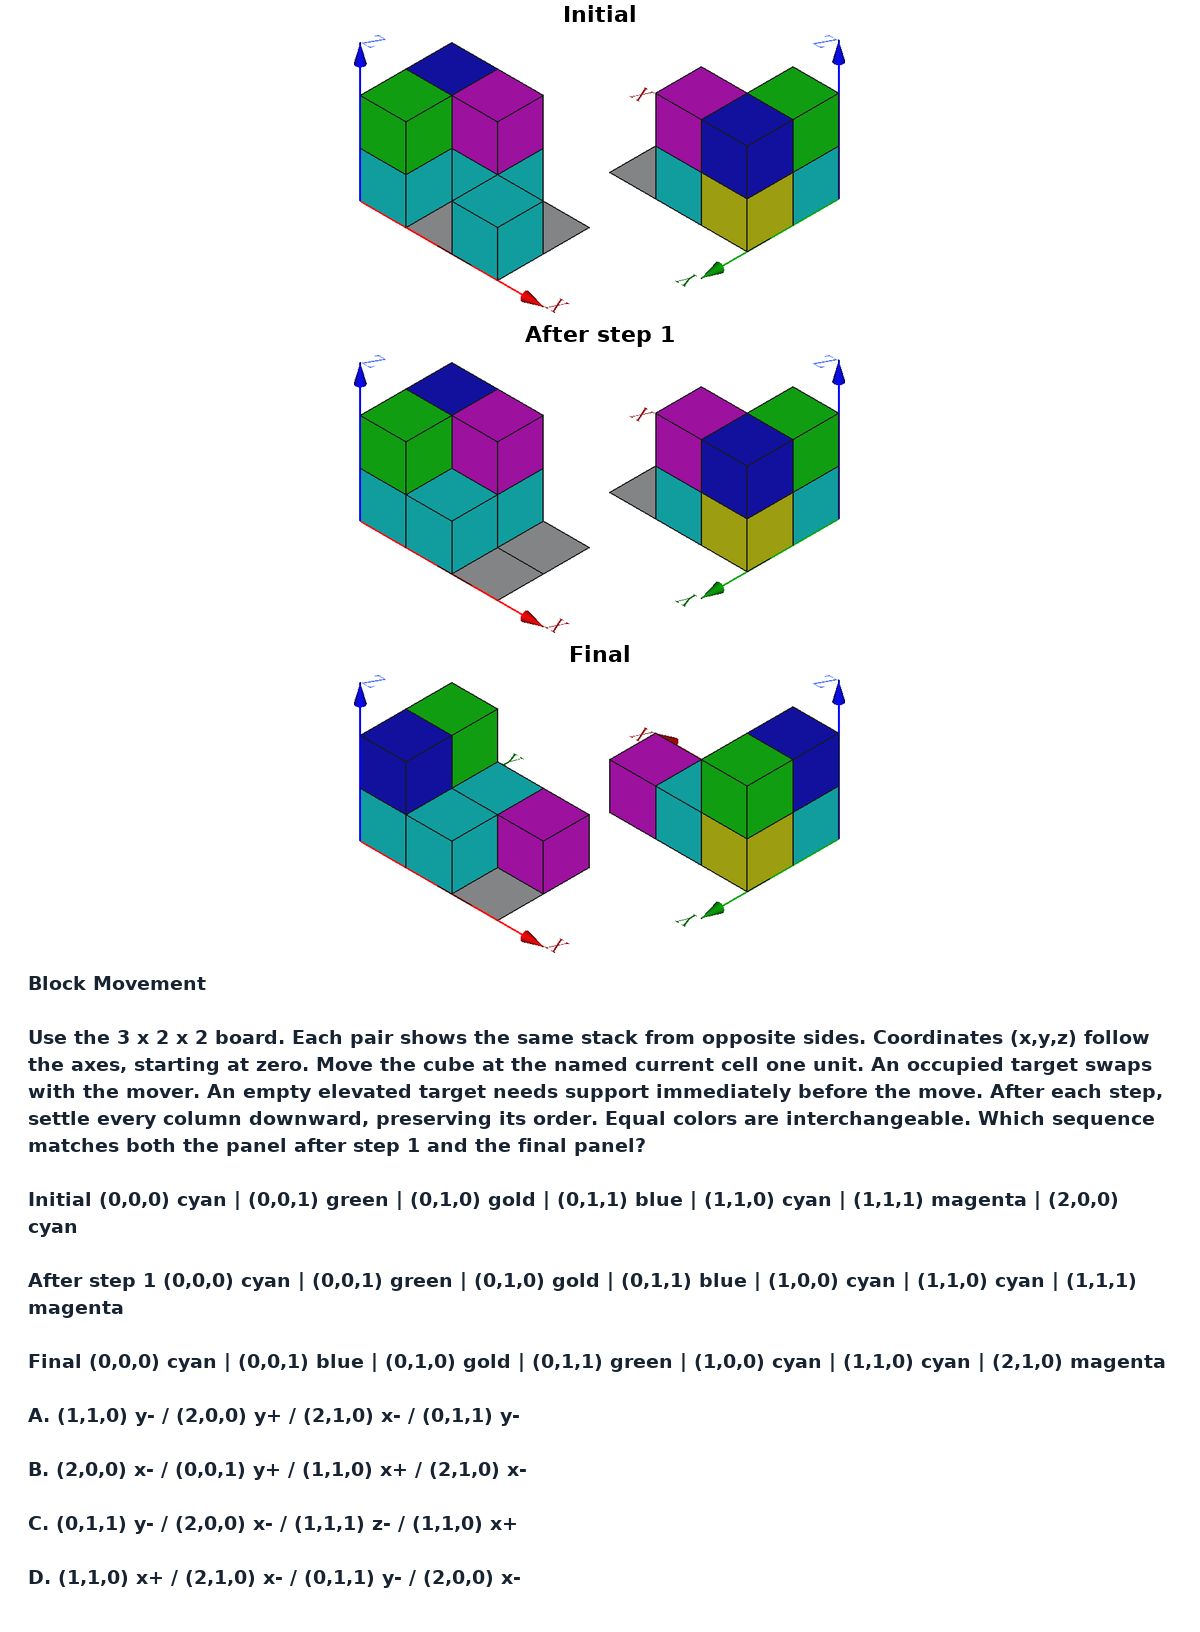 Initial
Z
Z
X
X
Y
After step 1
Z
Z
X
X
Y
Final
Z
Z
X
Y
X
Y
Block Movement
Use the 3 x 2 x 2 board. Each pair shows the same stack from opposite sides. Coordinates (x,y,z) follow
the axes, starting at zero. Move the cube at the named current cell one unit. An occupied target swaps
with the mover. An empty elevated target needs support immediately before the move. After each step,
settle every column downward, preserving its order. Equal colors are interchangeable. Which sequence
matches both the panel after step 1 and the final panel?
Initial (0,0,0) cyan | (0,0,1) green | (0,1,0) gold | (0,1,1) blue | (1,1,0) cyan | (1,1,1) magenta | (2,0,0)
cyan
After step 1 (0,0,0) cyan | (0,0,1) green | (0,1,0) gold | (0,1,1) blue | (1,0,0) cyan | (1,1,0) cyan | (1,1,1)
magenta
Final (0,0,0) cyan | (0,0,1) blue | (0,1,0) gold | (0,1,1) green | (1,0,0) cyan | (1,1,0) cyan | (2,1,0) magenta
A. (1,1,0) y- / (2,0,0) y+ / (2,1,0) x- / (0,1,1) y-
B. (2,0,0) x- / (0,0,1) y+ / (1,1,0) x+ / (2,1,0) x-
C. (0,1,1) y- / (2,0,0) x- / (1,1,1) z- / (1,1,0) x+
D. (1,1,0) x+ / (2,1,0) x- / (0,1,1) y- / (2,0,0) x-